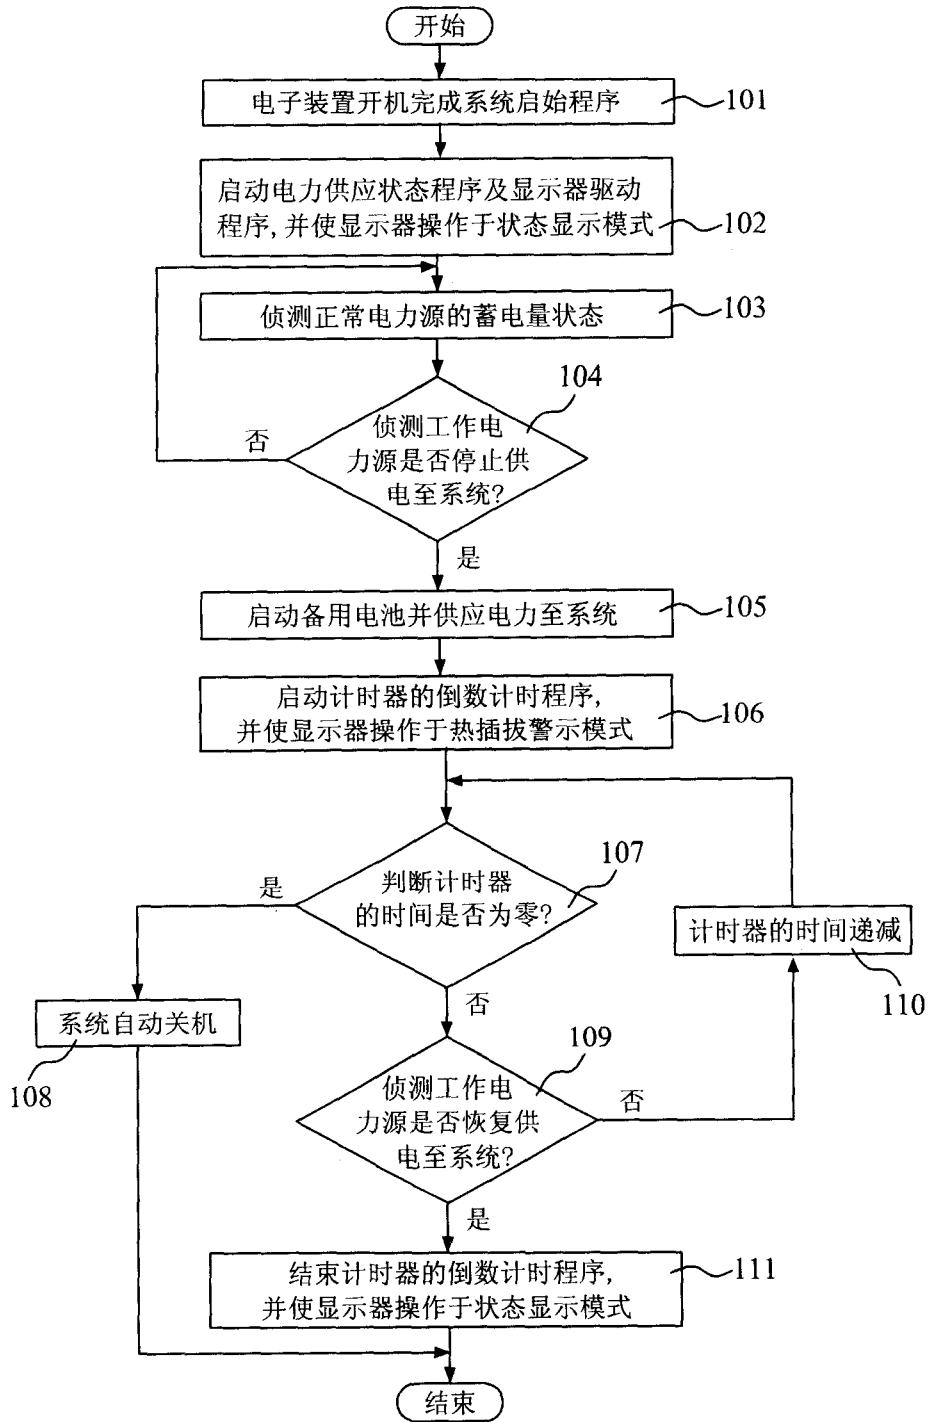 开始
电子装置开机完成系统启始程序
101
启动电力供应状态程序及显示器驱动
程序,并使显示器操作于状态显示模式
102
侦测正常电力源的蓄电量状态
103
104
侦测工作电
力源是否停止供
电至系统?
否
是
启动备用电池并供应电力至系统
105
启动计时器的倒数计时程序,
并使显示器操作于热插拔警示模式
106
107
判断计时器
的时间是否为零?
是
计时器的时间递减
110
否
系统自动关机
108
109
侦测工作电
力源是否恢复供
电至系统?
否
是
结束计时器的倒数计时程序,
并使显示器操作于状态显示模式
111
结束